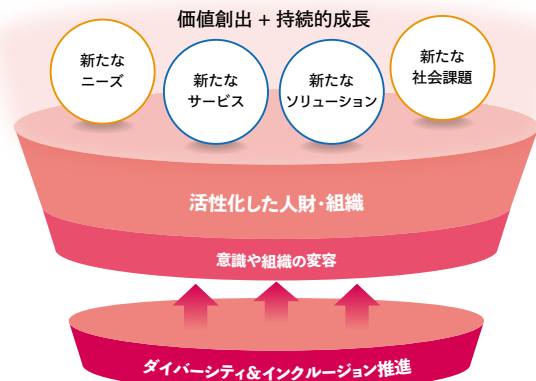 価値創出 + 持続的成長
新たな
ニーズ
新たな
サービス
新たな
ソリューション
新たな
社会課題
活性化した人財・組織
意識や組織の変容
ダイバーシティ&インクルージョン推進